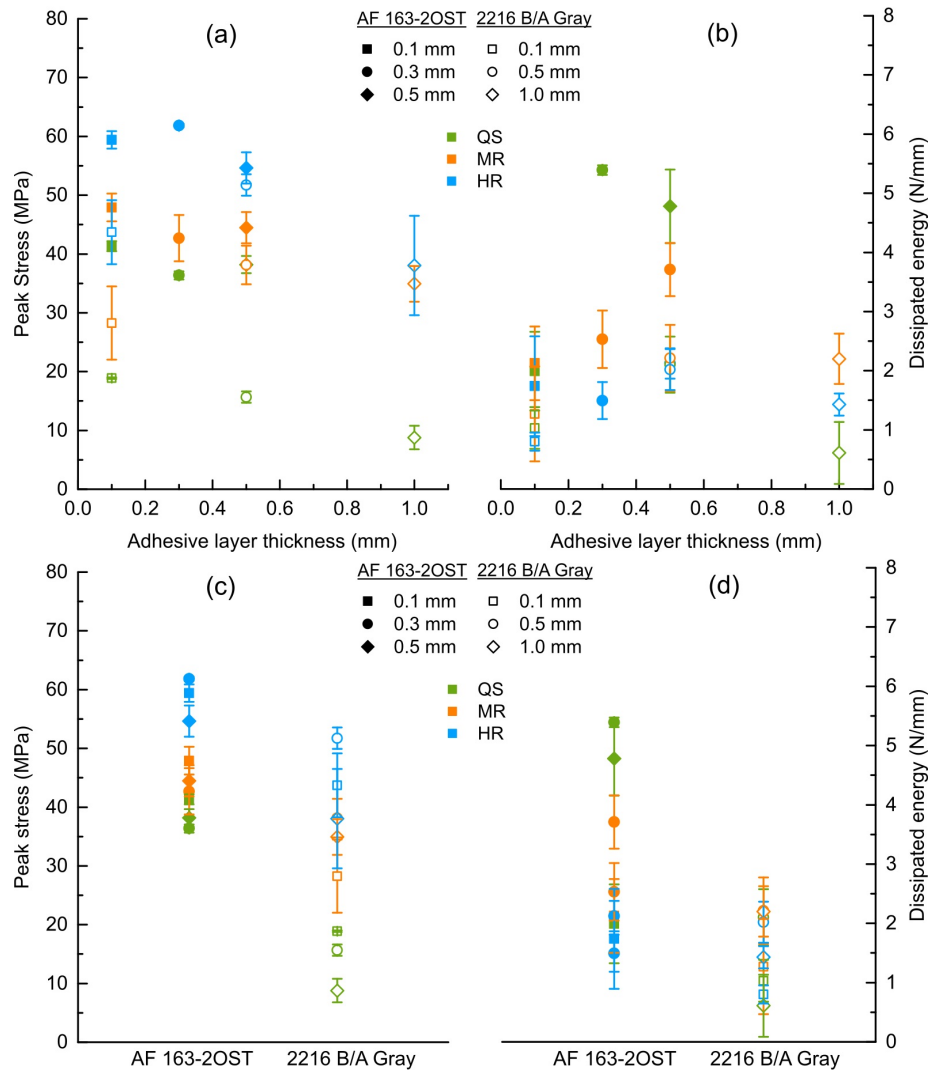 AF 163-2OST 2216 B/A Gray
0.1 mm 0.1 mm
0.3 mm 0.5 mm
0.5 mm 1.0 mm
QS
MR
HR
(a)
(b)
Peak Stress (MPa)
80
70
60
50
40
30
20
10
0
0.0 0.2 0.4 0.6 0.8 1.0
Adhesive layer thickness (mm)
0.0 0.2 0.4 0.6 0.8 1.0
Adhesive layer thickness (mm)
8
7
6
5
4
3
2
1
0
Dissipated energy (N/mm)
AF 163-2OST 2216 B/A Gray
0.1 mm 0.1 mm
0.3 mm 0.5 mm
0.5 mm 1.0 mm
QS
MR
HR
(c)
(d)
Peak stress (MPa)
80
70
60
50
40
30
20
10
0
AF 163-2OST 2216 B/A Gray
AF 163-2OST 2216 B/A Gray
8
7
6
5
4
3
2
1
0
Dissipated energy (N/mm)